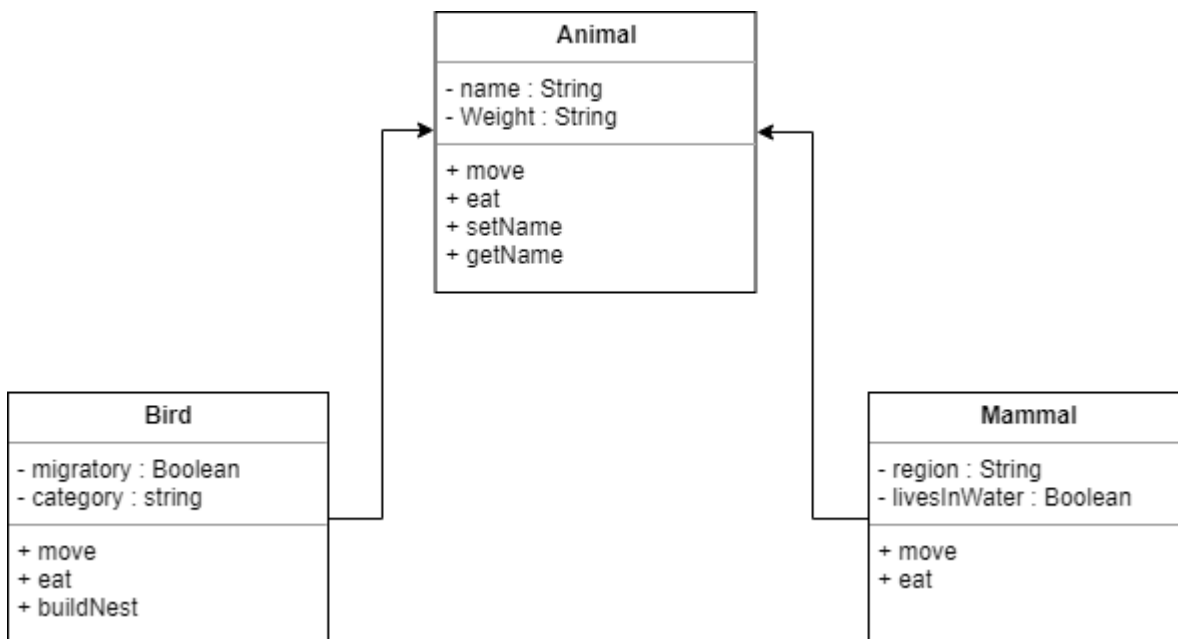 Animal
- name : String
- Weight : String
+ move
+ eat
+ setName
+ getName
Bird
- migratory : Boolean
- category : string
+ move
+ eat
+ buildNest
Mammal
- region : String
- livesInWater : Boolean
+ move
+ eat